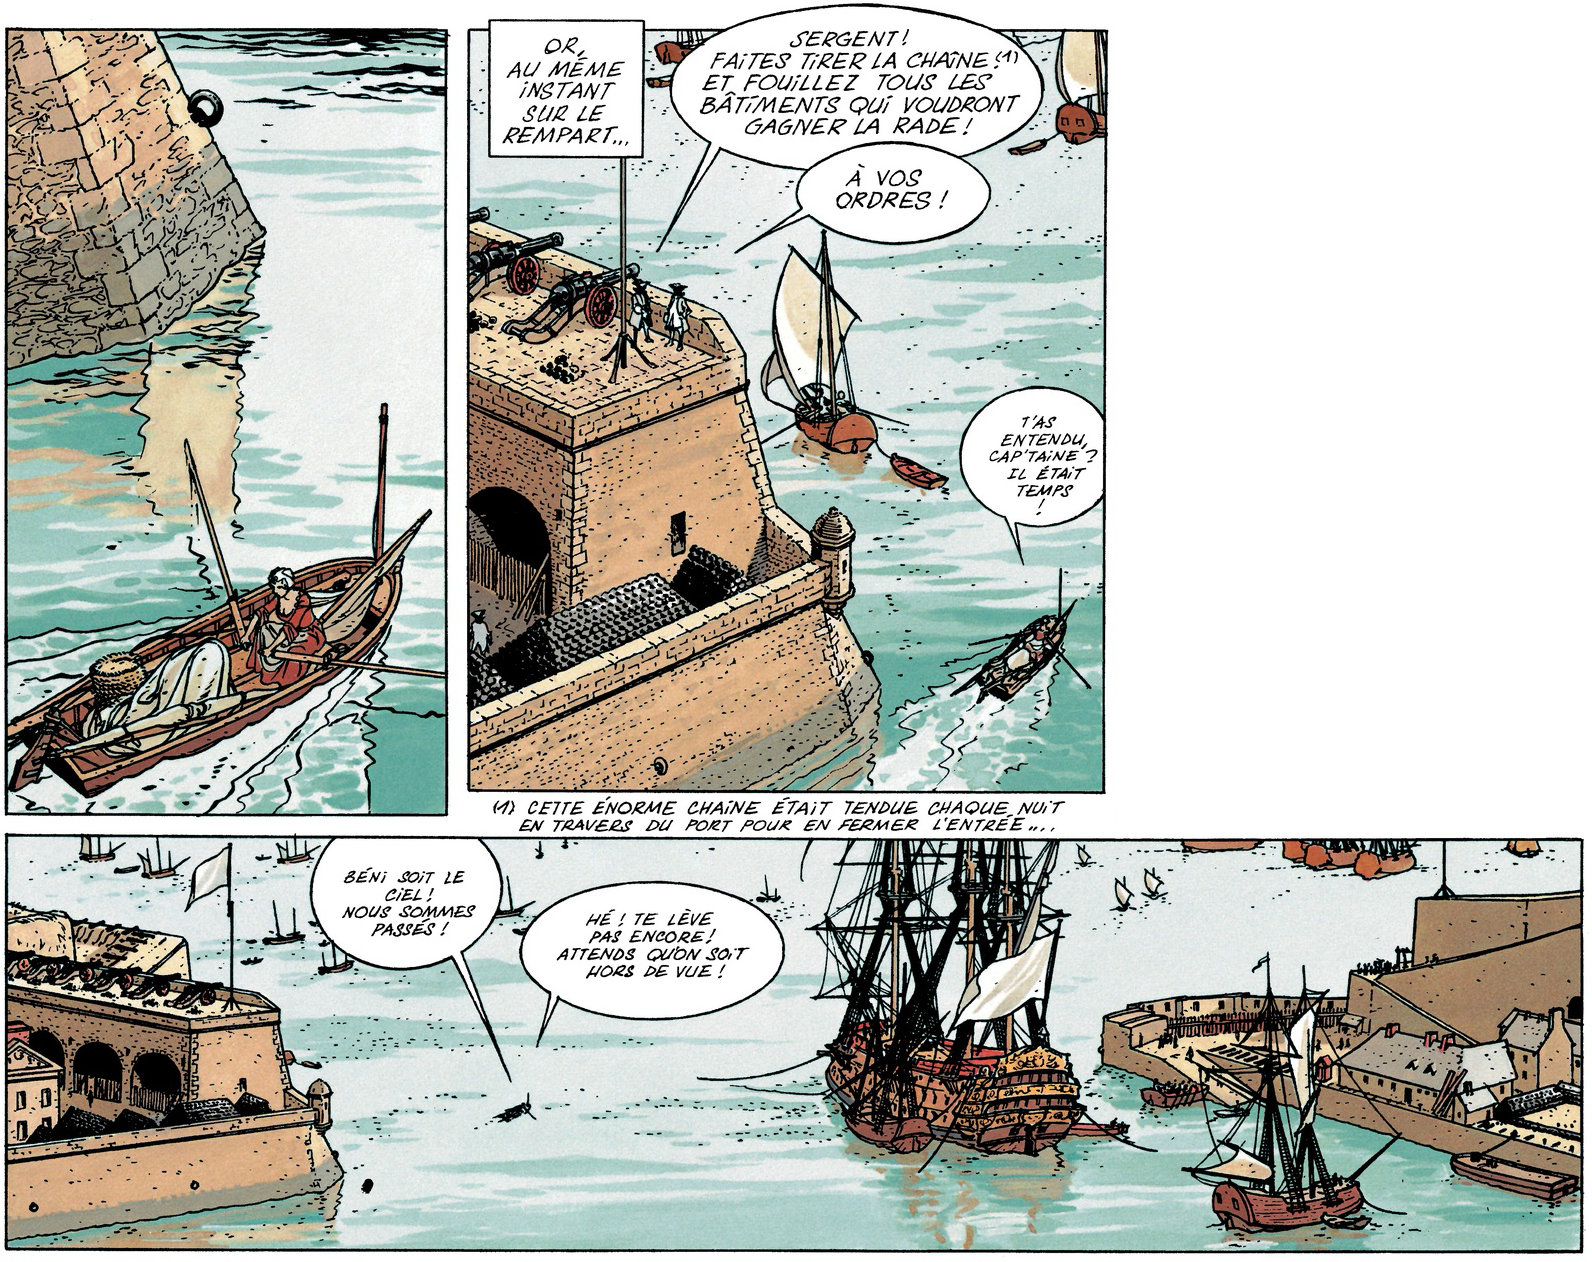 OR,
AU MÊME
INSTANT
SUR LE
REMPART...
SERGENT!
FAITES TIRER LA CHAÎNE!(1)
ET FOUILLEZ TOUS LES
BÂTIMENTS QUI VOUDRONT
GAGNER LA RADE!
À VOS
ORDRES!
T'AS
ENTENDU,
CAP'TAINE?
IL ÉTAIT
TEMPS
!
(1) CETTE ÉNORME CHAÎNE ÉTAIT TENDUE CHAQUE NUIT
EN TRAVERS DU PORT POUR EN FERMER L'ENTRÉE....
BÉNI SOIT LE
CIEL!
NOUS SOMMES
PASSÉS!
HÉ! TE LÈVE
PAS ENCORE!
ATTENDS QU'ON SOIT
HORS DE VUE!